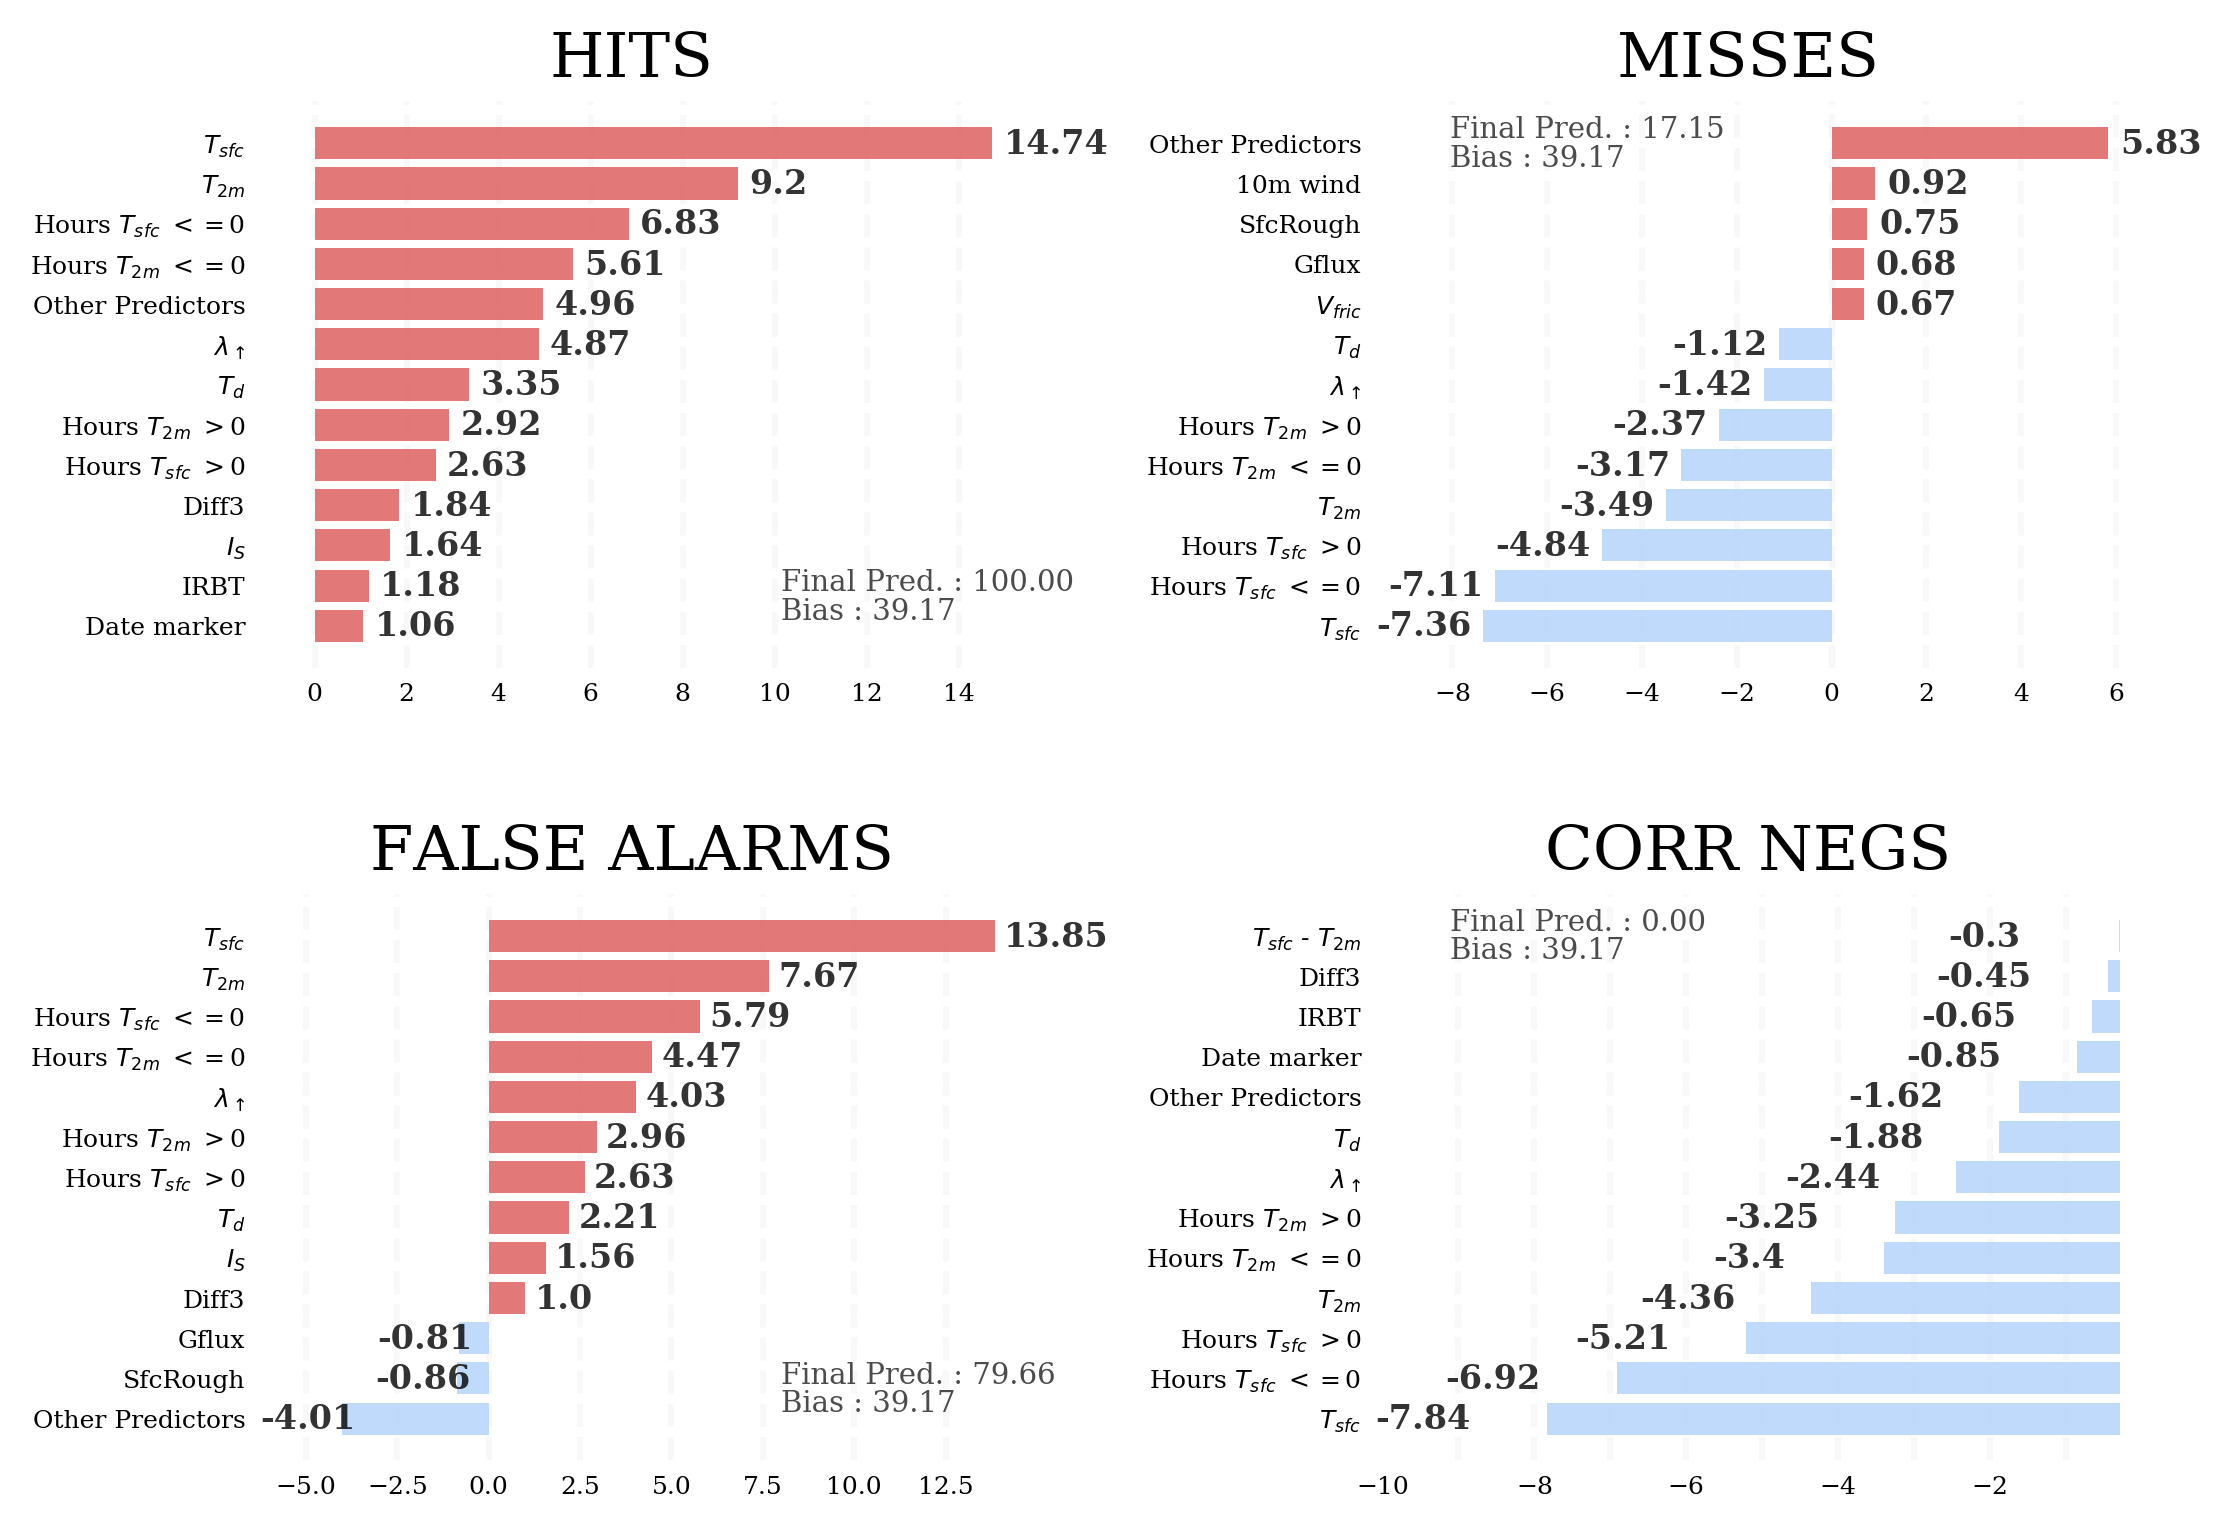 HITS
T_sfc 14.74
T_2m 9.2
Hours T_sfc <=0 6.83
Hours T_2m <=0 5.61
Other Predictors 4.96
λ↑ 4.87
T_d 3.35
Hours T_2m >0 2.92
Hours T_sfc >0 2.63
Diff3 1.84
I_S 1.64
IRBT 1.18
Date marker 1.06
Final Pred. : 100.00
Bias : 39.17
0 2 4 6 8 10 12 14
MISSES
Final Pred. : 17.15
Bias : 39.17
Other Predictors 5.83
10m wind 0.92
SfcRough 0.75
Gflux 0.68
V_fric 0.67
T_d -1.12
λ↑ -1.42
Hours T_2m >0 -2.37
Hours T_2m <=0 -3.17
T_2m -3.49
Hours T_sfc >0 -4.84
Hours T_sfc <=0 -7.11
T_sfc -7.36
−8 −6 −4 −2 0 2 4 6
FALSE ALARMS
T_sfc 13.85
T_2m 7.67
Hours T_sfc <=0 5.79
Hours T_2m <=0 4.47
λ↑ 4.03
Hours T_2m >0 2.96
Hours T_sfc >0 2.63
T_d 2.21
I_S 1.56
Diff3 1.0
Gflux -0.81
SfcRough -0.86
Other Predictors -4.01
Final Pred. : 79.66
Bias : 39.17
−5.0 −2.5 0.0 2.5 5.0 7.5 10.0 12.5
CORR NEGS
Final Pred. : 0.00
Bias : 39.17
T_sfc - T_2m -0.3
Diff3 -0.45
IRBT -0.65
Date marker -0.85
Other Predictors -1.62
T_d -1.88
λ↑ -2.44
Hours T_2m >0 -3.25
Hours T_2m <=0 -3.4
T_2m -4.36
Hours T_sfc >0 -5.21
Hours T_sfc <=0 -6.92
T_sfc -7.84
−10 −8 −6 −4 −2